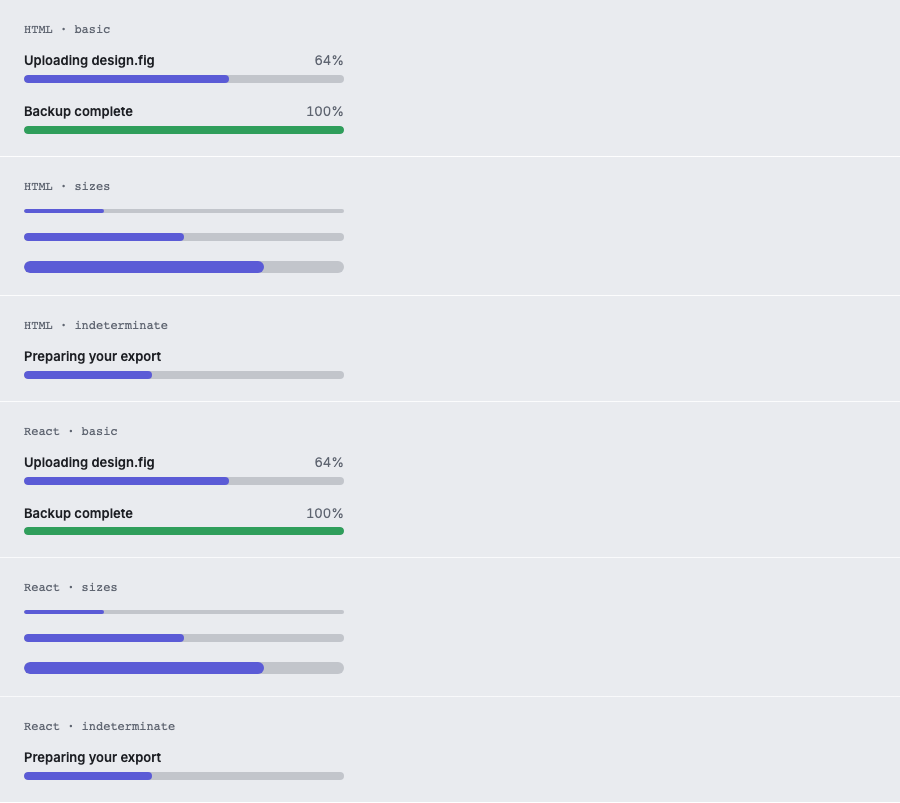 HTML · basic
Uploading design.fig 64%
Backup complete 100%
HTML · sizes
HTML · indeterminate
Preparing your export
React · basic
Uploading design.fig 64%
Backup complete 100%
React · sizes
React · indeterminate
Preparing your export